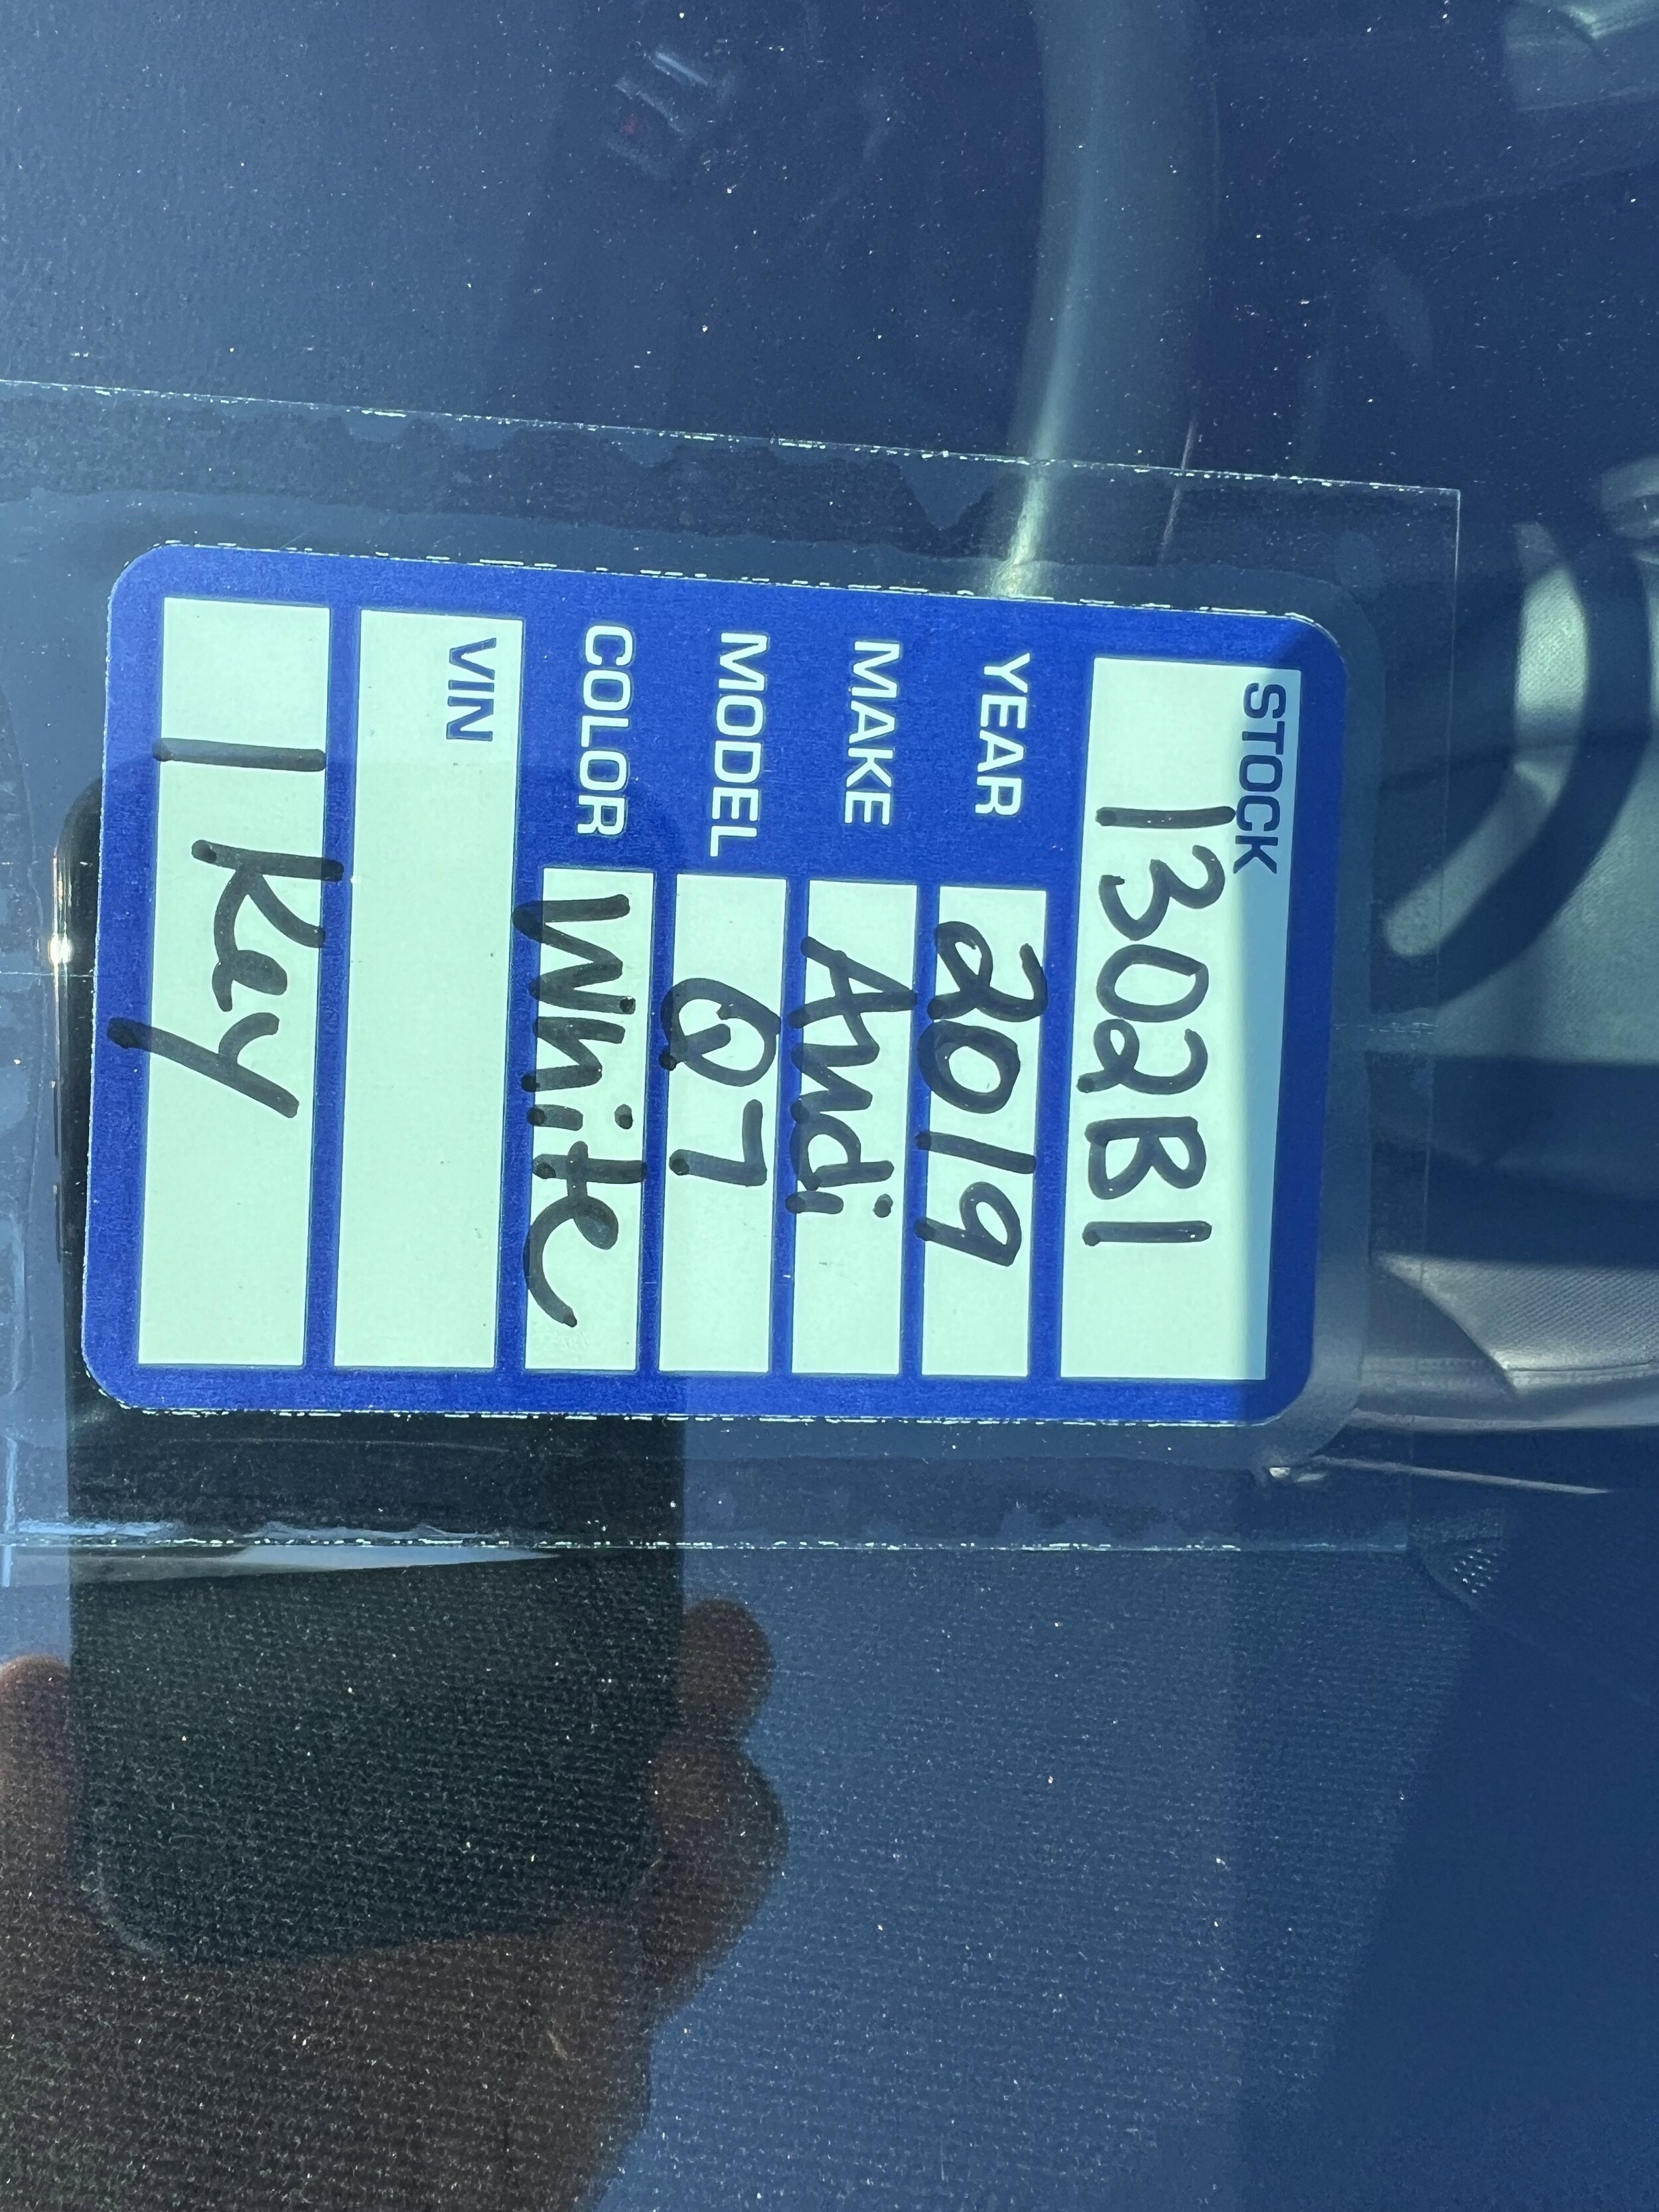 STOCK
1302B1
YEAR 2019
MAKE Audi
MODEL Q7
COLOR White
VIN
1 Key